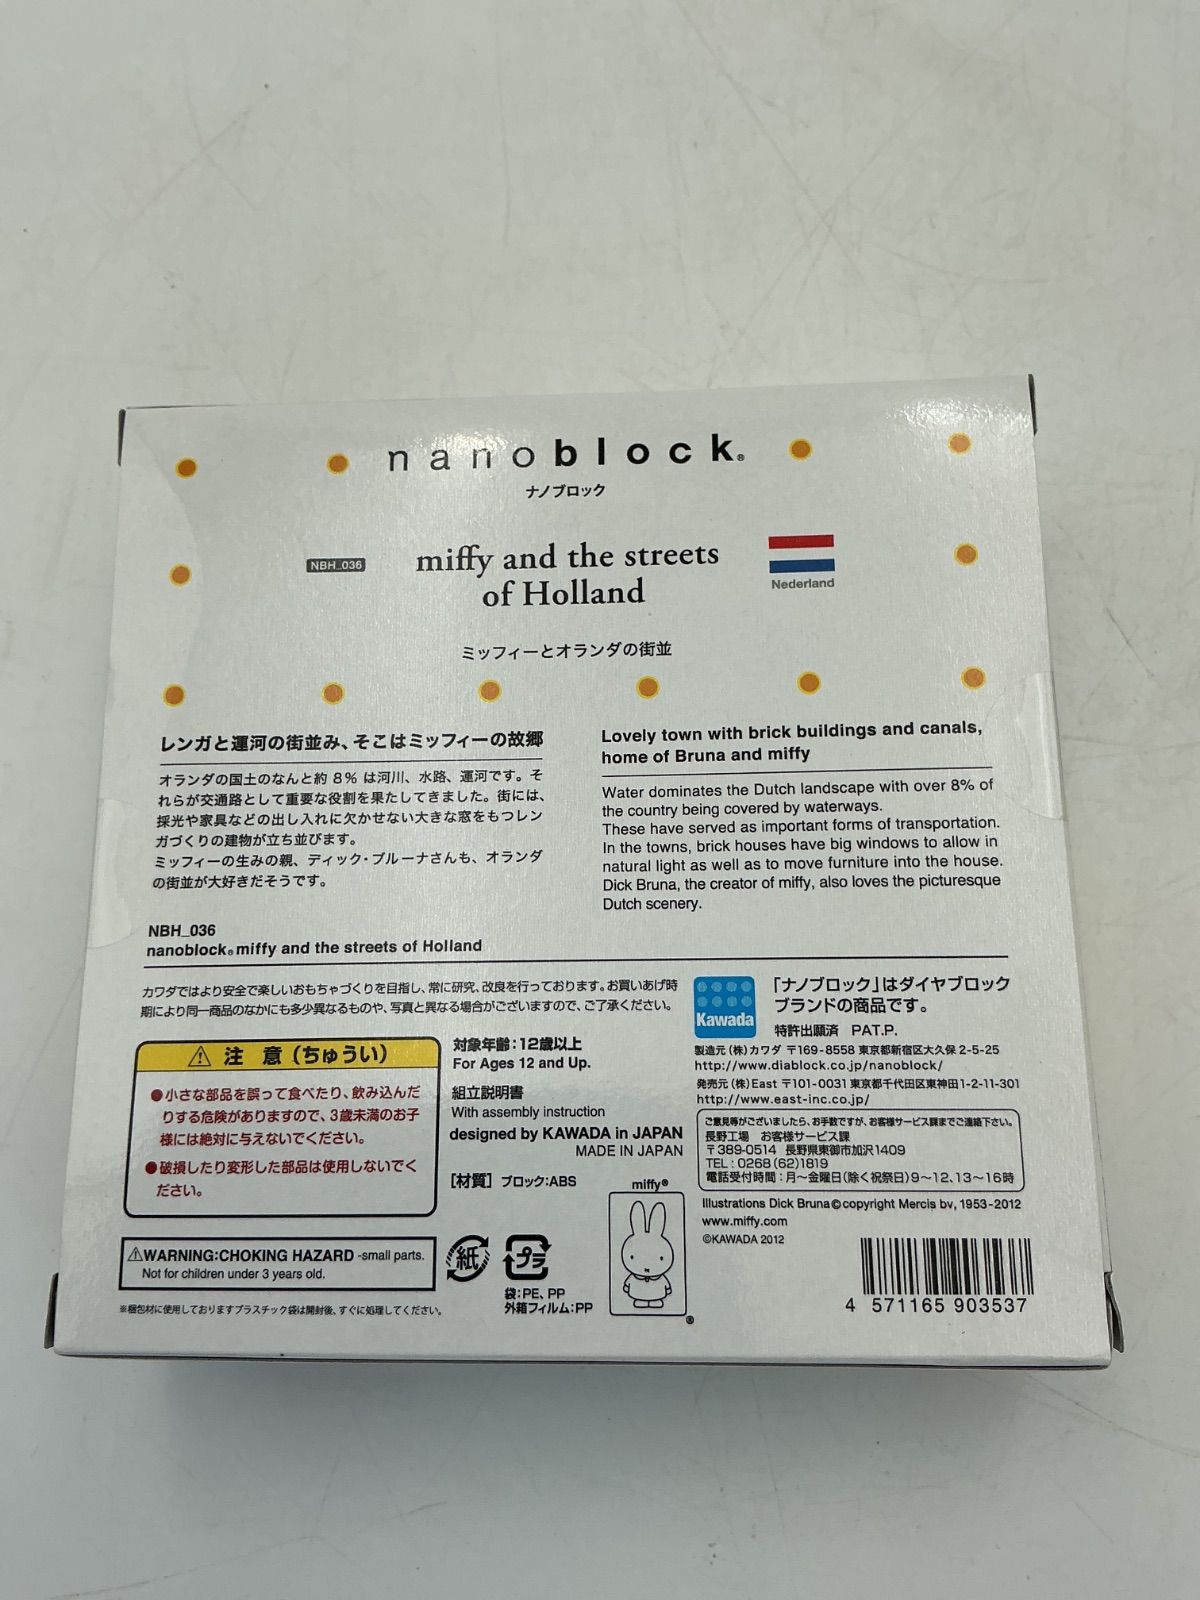 nanoblock®
ナノブロック
NBH_036
miffy and the streets
of Holland
Nederland
ミッフィーとオランダの街並
レンガと運河の街並み、そこはミッフィーの故郷
オランダの国土のなんと約 8% は河川、水路、運河です。そ
れらが交通路として重要な役割を果たしてきました。街には、
採光や家具などの出し入れに欠かせない大きな窓をもつレン
ガづくりの建物が立ち並びます。
ミッフィーの生みの親、ディック・ブルーナさんも、オランダ
の街並が大好きだそうです。
Lovely town with brick buildings and canals,
home of Bruna and miffy
Water dominates the Dutch landscape with over 8% of
the country being covered by waterways.
These have served as important forms of transportation.
In the towns, brick houses have big windows to allow in
natural light as well as to move furniture into the house.
Dick Bruna, the creator of miffy, also loves the picturesque
Dutch scenery.
NBH_036
nanoblock® miffy and the streets of Holland
カワダではより安全で楽しいおもちゃづくりを目指し、常に研究、改良を行っております。お買いあげ時
期により同一商品のなかにも多少異なるものや、写真と異なる場合がございますので、ご了承ください。
⚠ 注 意 (ちゅうい)
●小さな部品を誤って食べたり、飲み込んだ
りする危険がありますので、3歳未満のお子
様には絶対に与えないでください。
●破損したり変形した部品は使用しないでく
ださい。
⚠WARNING:CHOKING HAZARD -small parts.
Not for children under 3 years old.
※梱包材に使用しておりますプラスチック袋は開封後、すぐに処理してください。
対象年齢:12歳以上
For Ages 12 and Up.
組立説明書
With assembly instruction
designed by KAWADA in JAPAN
MADE IN JAPAN
【材質】 ブロック:ABS
紙
プラ
袋:PE、PP
外箱フィルム:PP
miffy®
®
Kawada
「ナノブロック」はダイヤブロック
ブランドの商品です。
特許出願済 PAT.P.
製造元 (株) カワダ 〒169-8558 東京都新宿区大久保 2-5-25
http://www.diablock.co.jp/nanoblock/
発売元 (株)East 〒101-0031 東京都千代田区東神田1-2-11-301
http://www.east-inc.co.jp/
ご意見等がございましたら、お手数ですが、お客様サービス課までご連絡下さい。
長野工場 お客様サービス課
〒389-0514 長野県東御市加沢1409
TEL : 0268 (62)1819
電話受付時間 : 月〜金曜日(除く祝祭日) 9〜12、13〜16時
Illustrations Dick Bruna © copyright Mercis bv, 1953-2012
www.miffy.com
©KAWADA 2012
4 571165 903537